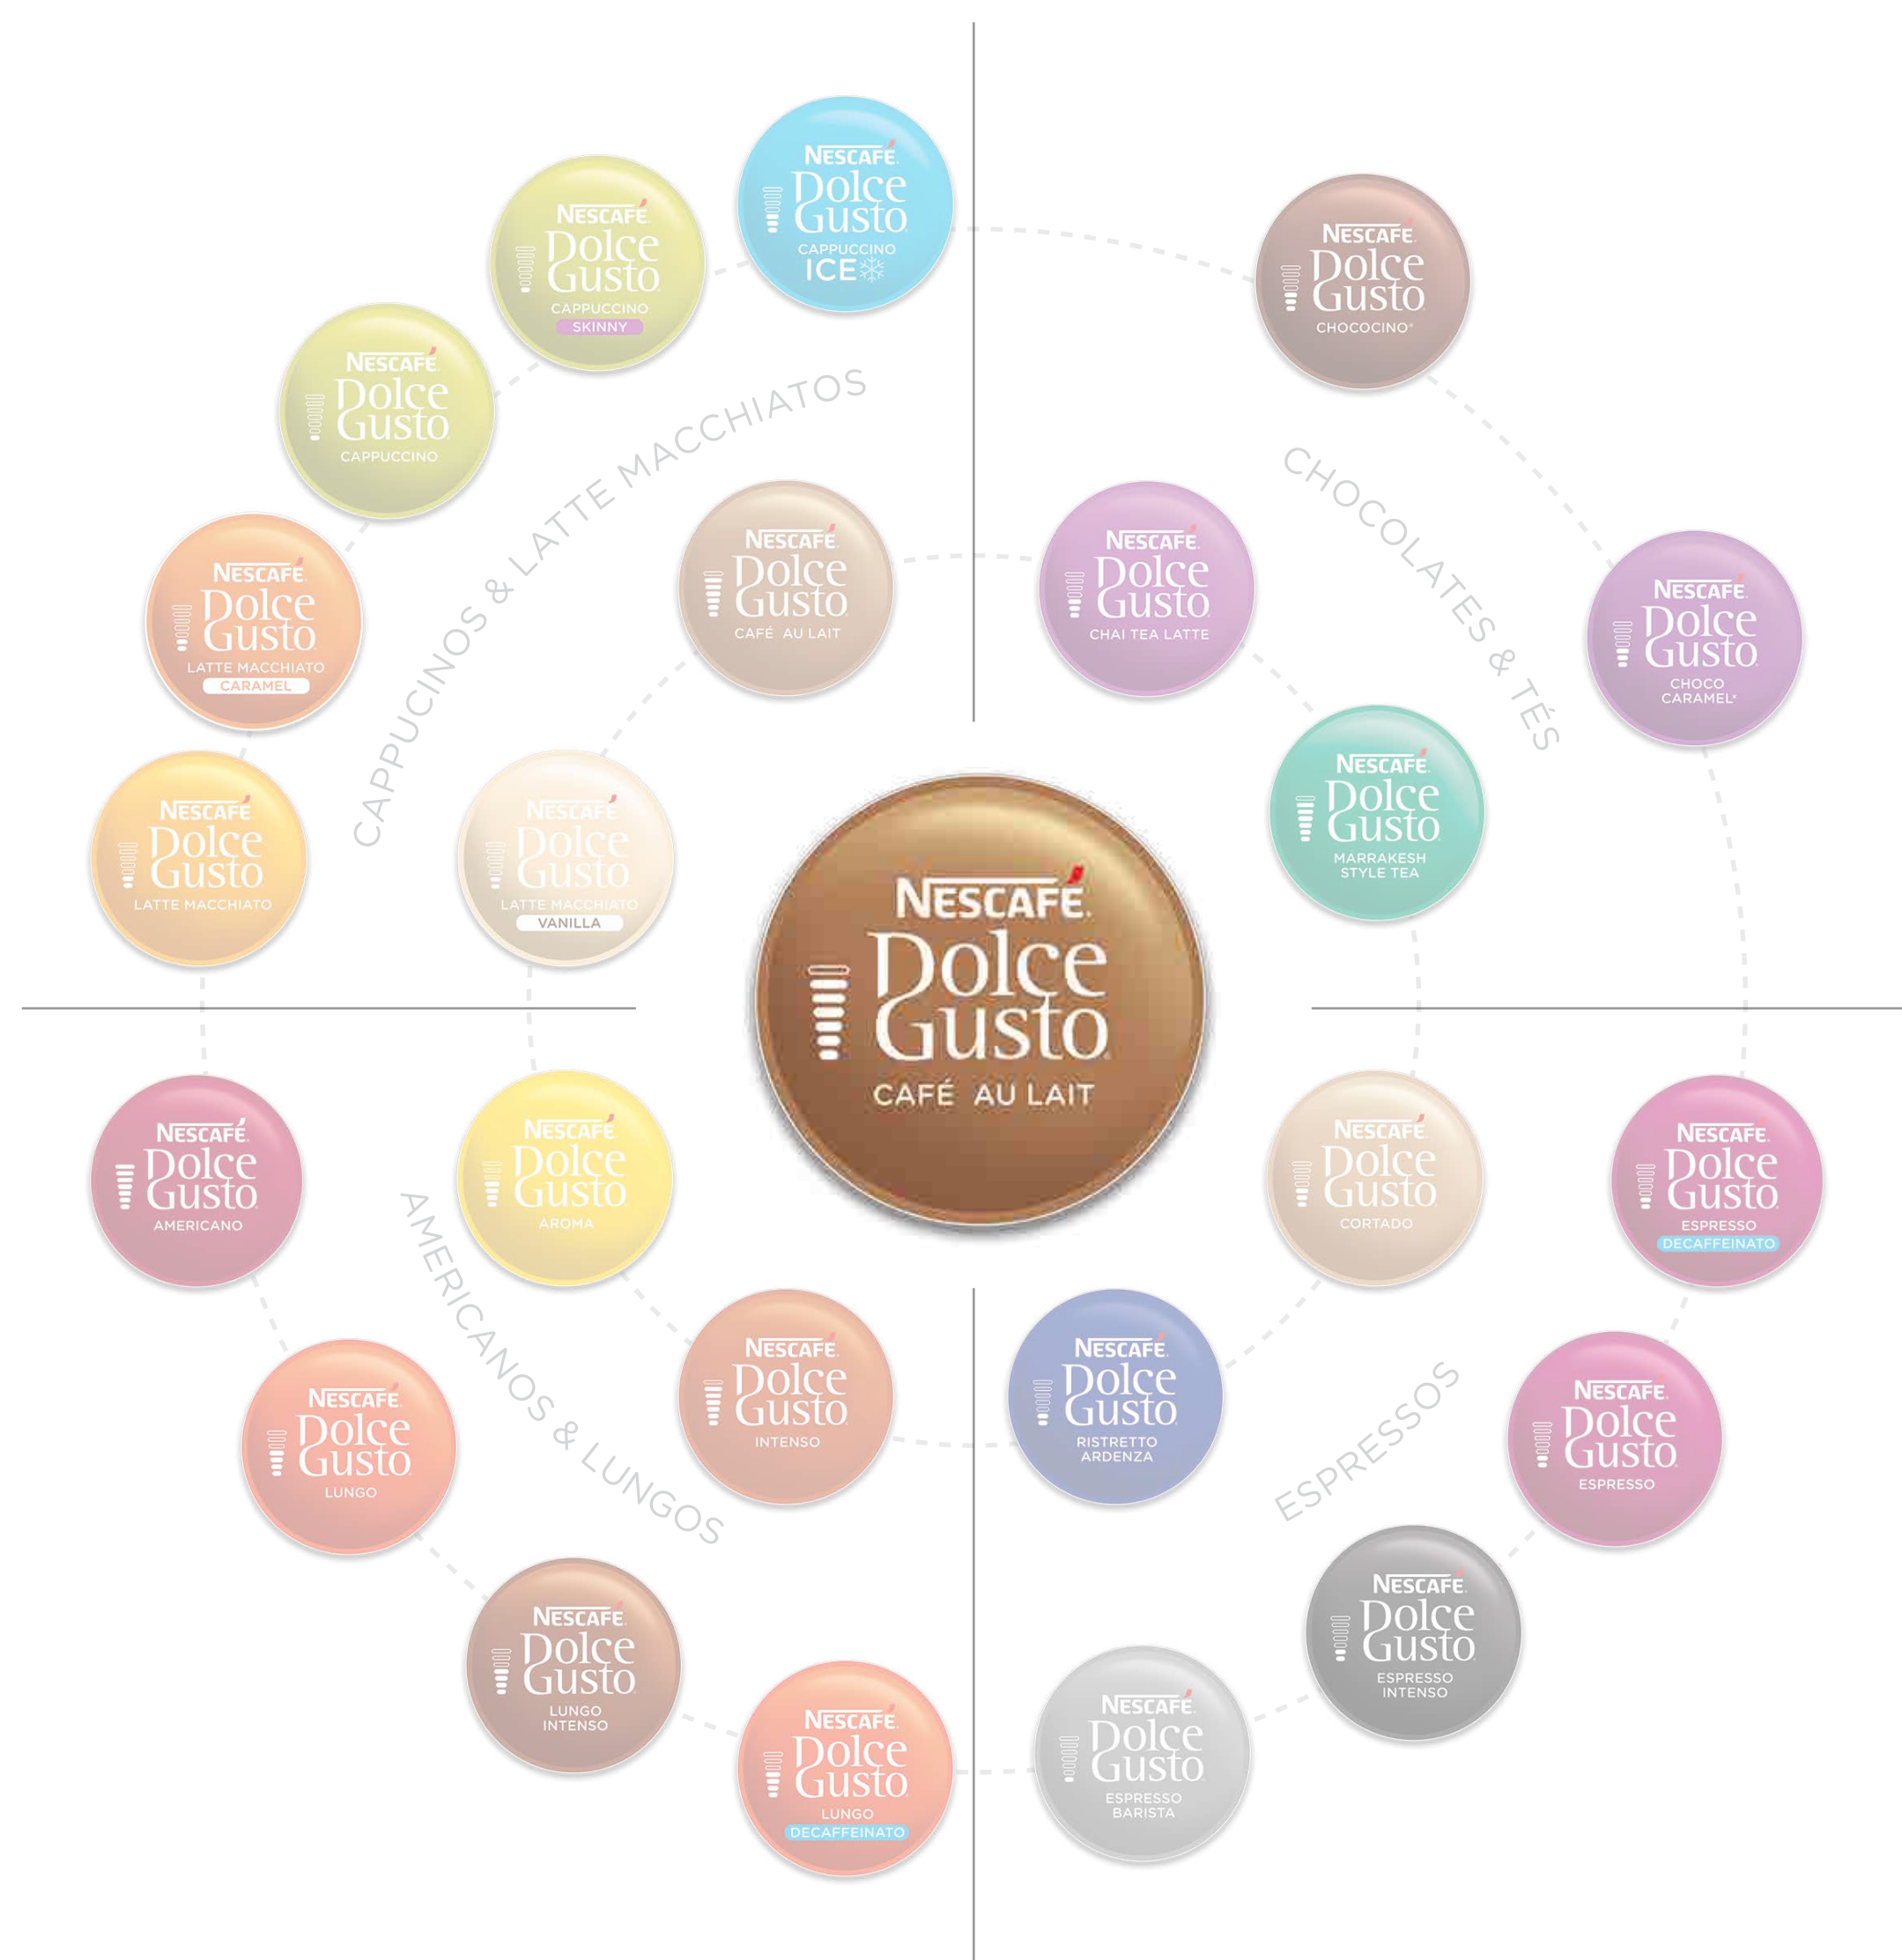 NESCAFÉ
Dolce
Gusto
CAPPUCCINO
ICE
NESCAFÉ
Dolce
Gusto
CAPPUCCINO
SKINNY
NESCAFÉ
Dolce
Gusto
CAPPUCCINO
NESCAFÉ
Dolce
Gusto
LATTE MACCHIATO
CARAMEL
NESCAFÉ
Dolce
Gusto
LATTE MACCHIATO
CAPPUCINOS & LATTE MACCHIATOS
NESCAFÉ
Dolce
Gusto
CAFÉ AU LAIT
NESCAFÉ
Dolce
Gusto
LATTE MACCHIATO
VANILLA
NESCAFÉ
Dolce
Gusto
CHOCOCINO
NESCAFÉ
Dolce
Gusto
CHOCO
CARAMEL
CHOCOLATES & TÉS
NESCAFÉ
Dolce
Gusto
CHAI TEA LATTE
NESCAFÉ
Dolce
Gusto
MARRAKESH
STYLE TEA
NESCAFÉ
Dolce
Gusto
CAFÉ AU LAIT
NESCAFÉ
Dolce
Gusto
AMERICANO
NESCAFÉ
Dolce
Gusto
AROMA
NESCAFÉ
Dolce
Gusto
INTENSO
AMERICANOS & LUNGOS
NESCAFÉ
Dolce
Gusto
LUNGO
NESCAFÉ
Dolce
Gusto
LUNGO
INTENSO
NESCAFÉ
Dolce
Gusto
LUNGO
DECAFFEINATO
NESCAFÉ
Dolce
Gusto
CORTADO
NESCAFÉ
Dolce
Gusto
ESPRESSO
DECAFFEINATO
NESCAFÉ
Dolce
Gusto
RISTRETTO
ARDENZA
ESPRESSOS
NESCAFÉ
Dolce
Gusto
ESPRESSO
NESCAFÉ
Dolce
Gusto
ESPRESSO
INTENSO
NESCAFÉ
Dolce
Gusto
ESPRESSO
BARISTA